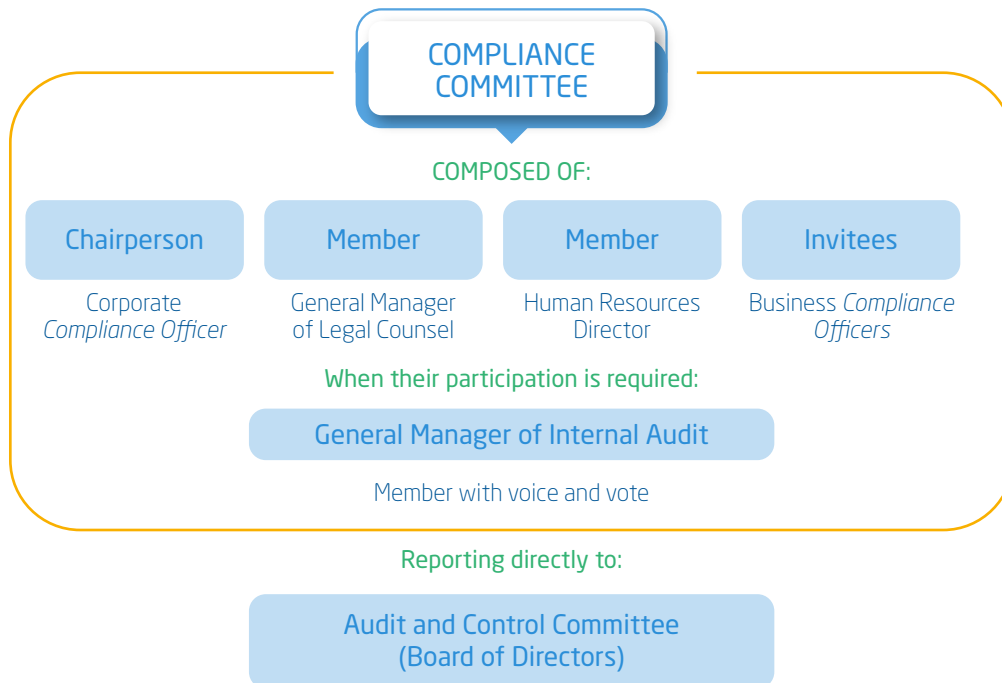 COMPLIANCE
COMMITTEE
COMPOSED OF:
Chairperson
Member
Member
Invitees
Corporate
Compliance Officer
General Manager
of Legal Counsel
Human Resources
Director
Business Compliance
Officers
When their participation is required:
General Manager of Internal Audit
Member with voice and vote
Reporting directly to:
Audit and Control Committee
(Board of Directors)